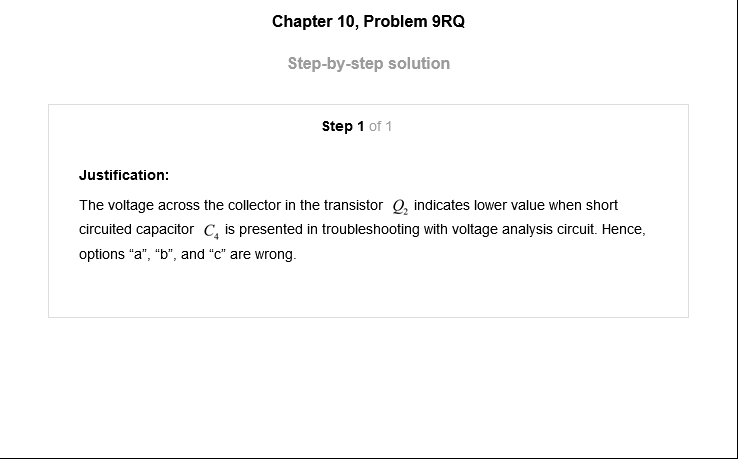 Chapter 10, Problem 9RQ
Step-by-step solution
Step 1 of 1
Justification:
The voltage across the collector in the transistor Q₂ indicates lower value when short
circuited capacitor C₄ is presented in troubleshooting with voltage analysis circuit. Hence,
options “a”, “b”, and “c” are wrong.